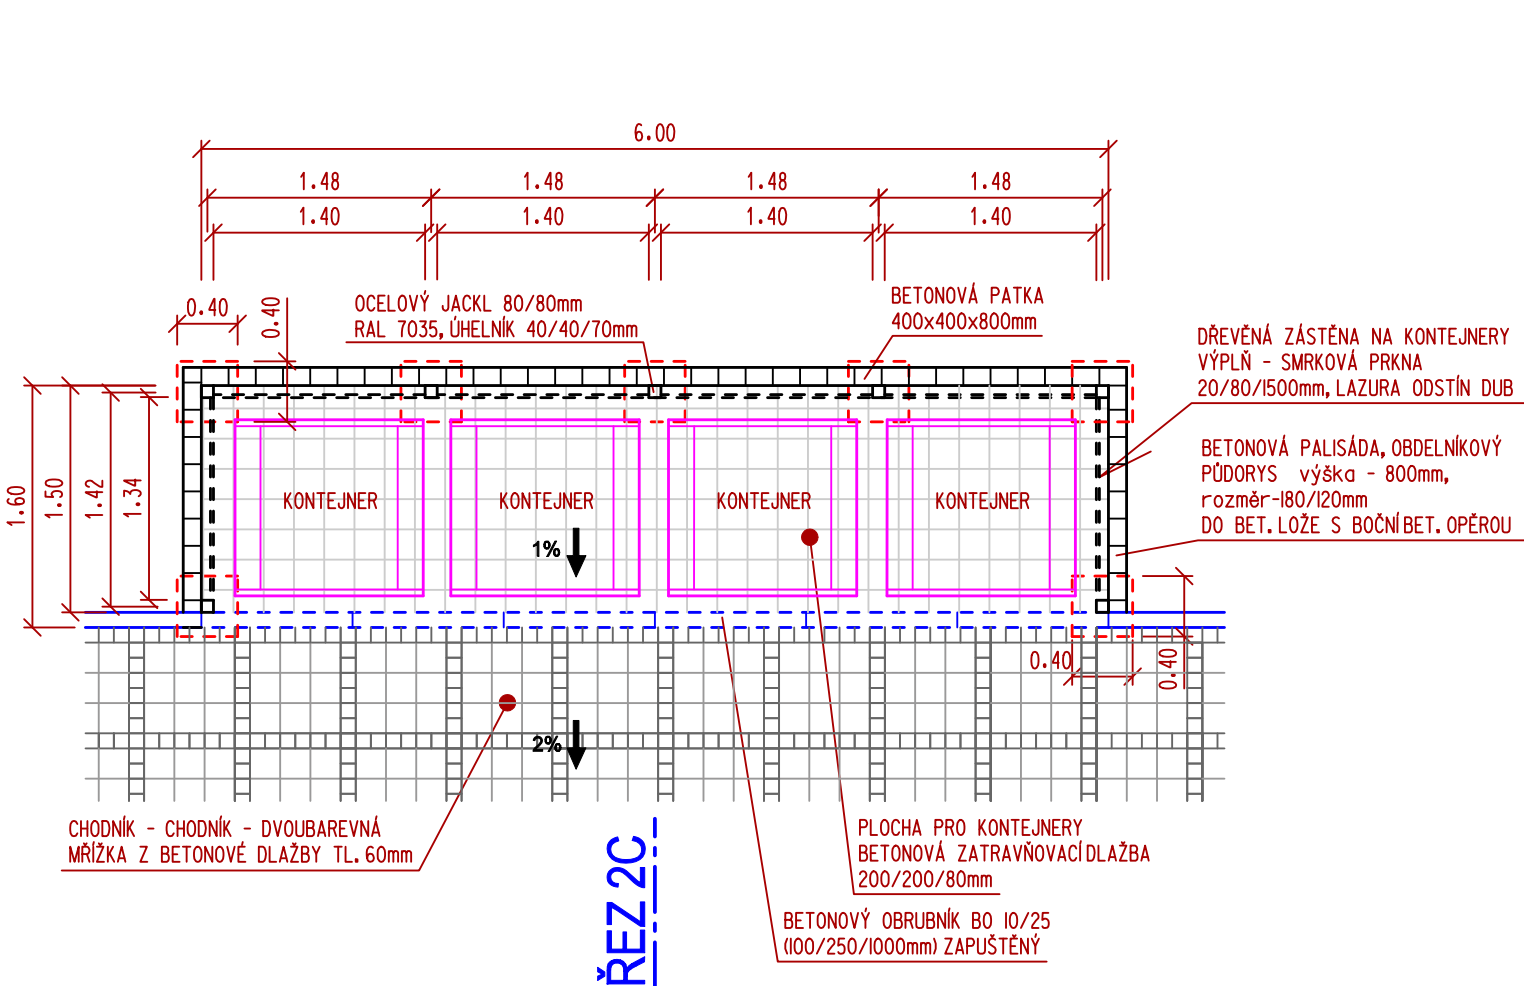 6.00
1.48 1.48 1.48 1.48
1.40 1.40 1.40 1.40
0.40
0.40
OCELOVÝ JACKL 80/80mm
RAL 7035, ÚHELNÍK 40/40/70mm
BETONOVÁ PATKA
400x400x800mm
DŘEVĚNÁ ZÁSTĚNA NA KONTEJNERY
VÝPLŇ - SMRKOVÁ PRKNA
20/80/1500mm, LAZURA ODSTÍN DUB
BETONOVÁ PALISÁDA, OBDELNÍKOVÝ
PŮDORYS výška - 800mm,
rozměr-180/120mm
DO BET. LOŽE S BOČNÍ BET. OPĚROU
1.60
1.50
1.42
1.34
KONTEJNER KONTEJNER KONTEJNER KONTEJNER
1%
0.40
0.40
2%
CHODNÍK - CHODNÍK - DVOUBAREVNÁ
MŘÍŽKA Z BETONOVÉ DLAŽBY TL. 60mm
PLOCHA PRO KONTEJNERY
BETONOVÁ ZATRAVŇOVACÍ DLAŽBA
200/200/80mm
BETONOVÝ OBRUBNÍK BO 10/25
(100/250/1000mm) ZAPUŠTĚNÝ
ŘEZ 2C